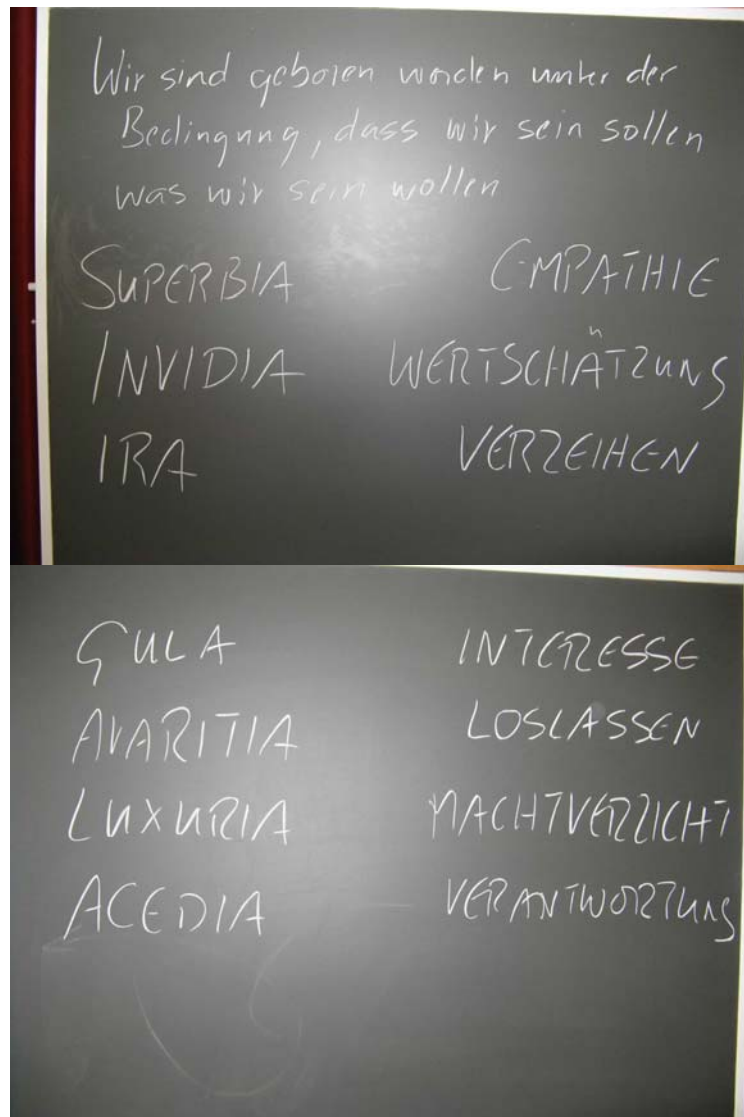 Wir sind geboren worden unter der
Bedingung, dass wir sein sollen
was wir sein wollen
SUPERBIA EMPATHIE
INVIDIA WERTSCHÄTZUNG
IRA VERZEIHEN
GULA INTERESSE
AVARITIA LOSLASSEN
LUXURIA MACHTVERZICHT
ACEDIA VERANTWORTUNG